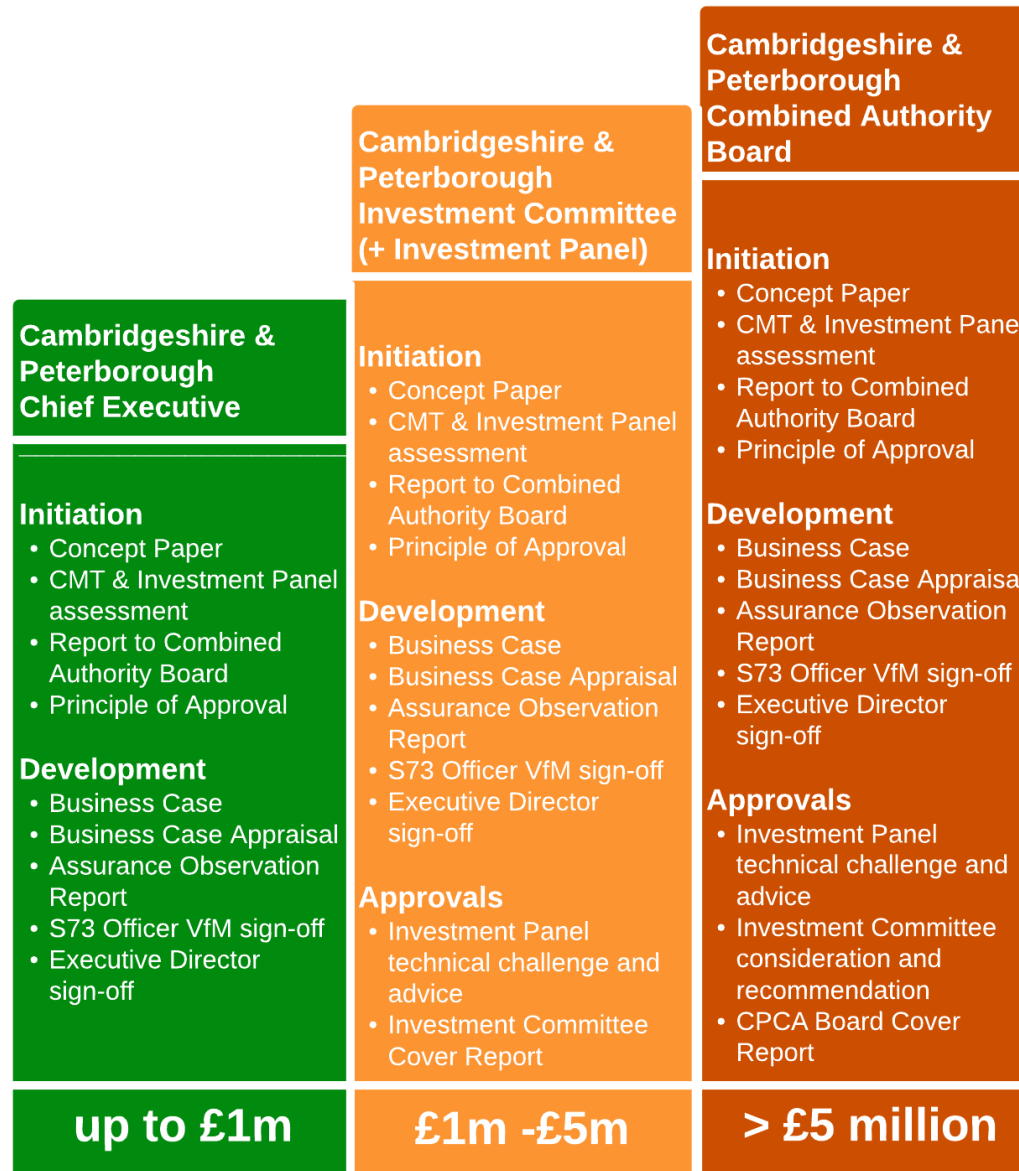 Cambridgeshire &
Peterborough
Chief Executive
Initiation
• Concept Paper
• CMT & Investment Panel
assessment
• Report to Combined
Authority Board
• Principle of Approval
Development
• Business Case
• Business Case Appraisal
• Assurance Observation
Report
• S73 Officer VfM sign-off
• Executive Director
sign-off
up to £1m
Cambridgeshire &
Peterborough
Investment Committee
(+ Investment Panel)
Initiation
• Concept Paper
• CMT & Investment Panel
assessment
• Report to Combined
Authority Board
• Principle of Approval
Development
• Business Case
• Business Case Appraisal
• Assurance Observation
Report
• S73 Officer VfM sign-off
• Executive Director
sign-off
Approvals
• Investment Panel
technical challenge and
advice
• Investment Committee
Cover Report
£1m -£5m
Cambridgeshire &
Peterborough
Combined Authority
Board
Initiation
• Concept Paper
• CMT & Investment Pane
assessment
• Report to Combined
Authority Board
• Principle of Approval
Development
• Business Case
• Business Case Appraisa
• Assurance Observation
Report
• S73 Officer VfM sign-off
• Executive Director
sign-off
Approvals
• Investment Panel
technical challenge and
advice
• Investment Committee
consideration and
recommendation
• CPCA Board Cover
Report
> £5 million